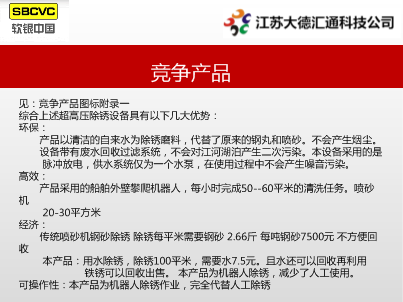 SBCVC
软银中国
江苏大德汇通科技公司
竞争产品
见：竞争产品图标附录一
综合上述超高压除锈设备具有以下几大优势：
环保：
产品以清洁的自来水为除锈磨料，代替了原来的钢丸和喷砂。不会产生烟尘。
设备带有废水回收过滤系统，不会对江河湖泊产生二次污染。本设备采用的是
脉冲放电，供水系统仅为一个水泵，在使用过程中不会产生噪音污染。
高效：
产品采用的船舶外壁攀爬机器人，每小时完成50--60平米的清洗任务。喷砂
机
20-30平方米
经济：
传统喷砂机钢砂除锈 除锈每平米需要钢砂 2.66斤 每吨钢砂7500元 不方便回
收
本产品：用水除锈，除锈100平米，需要水7.5元。且水还可以回收再利用
铁锈可以回收出售。 本产品为机器人除锈，减少了人工使用。
可操作性：本产品为机器人除锈作业，完全代替人工除锈